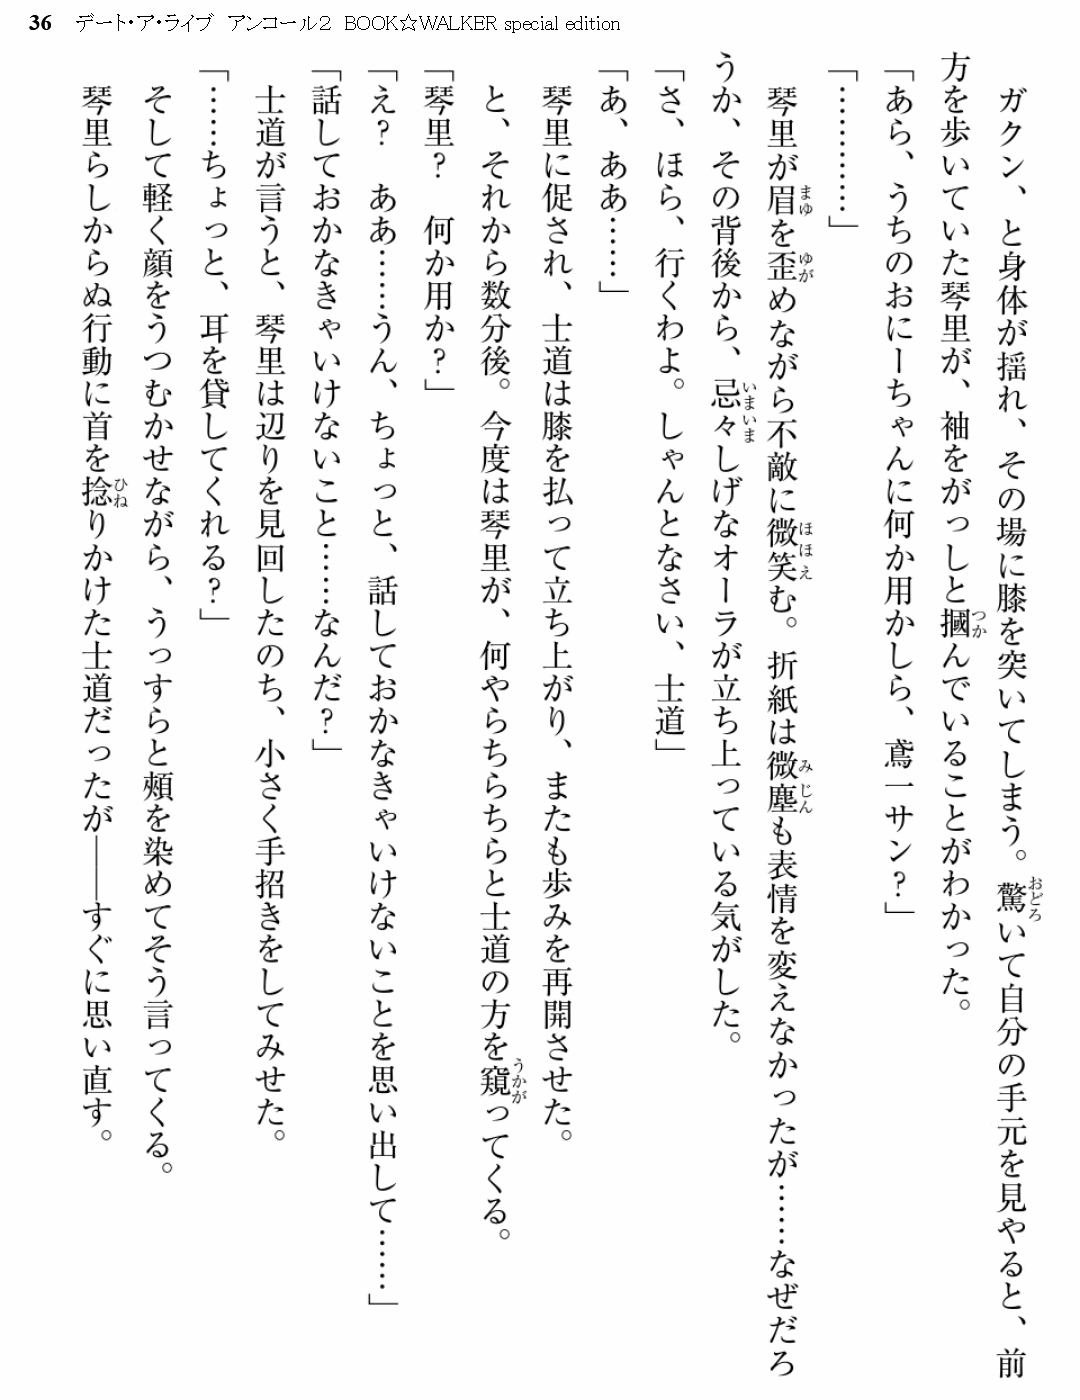 36 デート・ア・ライブ アンコール2 BOOK☆WALKER special edition
ガクン、と身体が揺れ、その場に膝を突いてしまう。驚いて自分の手元を見やると、前
方を歩いていた琴里が、袖をがっしと摑んでいることがわかった。
「あら、うちのおにーちゃんに何か用かしら、鳶一サン?」
「…………」
琴里が眉を歪めながら不敵に微笑む。折紙は微塵も表情を変えなかったが……なぜだろ
うか、その背後から、忌々しげなオーラが立ち上っている気がした。
「さ、ほら、行くわよ。しゃんとなさい、士道」
「あ、ああ……」
琴里に促され、士道は膝を払って立ち上がり、またも歩みを再開させた。
と、それから数分後。今度は琴里が、何やらちらちらと士道の方を窺ってくる。
「琴里? 何か用か?」
「え? ああ……うん、ちょっと、話しておかなきゃいけないことを思い出して……」
「話しておかなきゃいけないこと……なんだ?」
士道が言うと、琴里は辺りを見回したのち、小さく手招きをしてみせた。
「……ちょっと、耳を貸してくれる?」
そして軽く顔をうつむかせながら、うっすらと頰を染めてそう言ってくる。
琴里らしからぬ行動に首を捻りかけた士道だったが――すぐに思い直す。